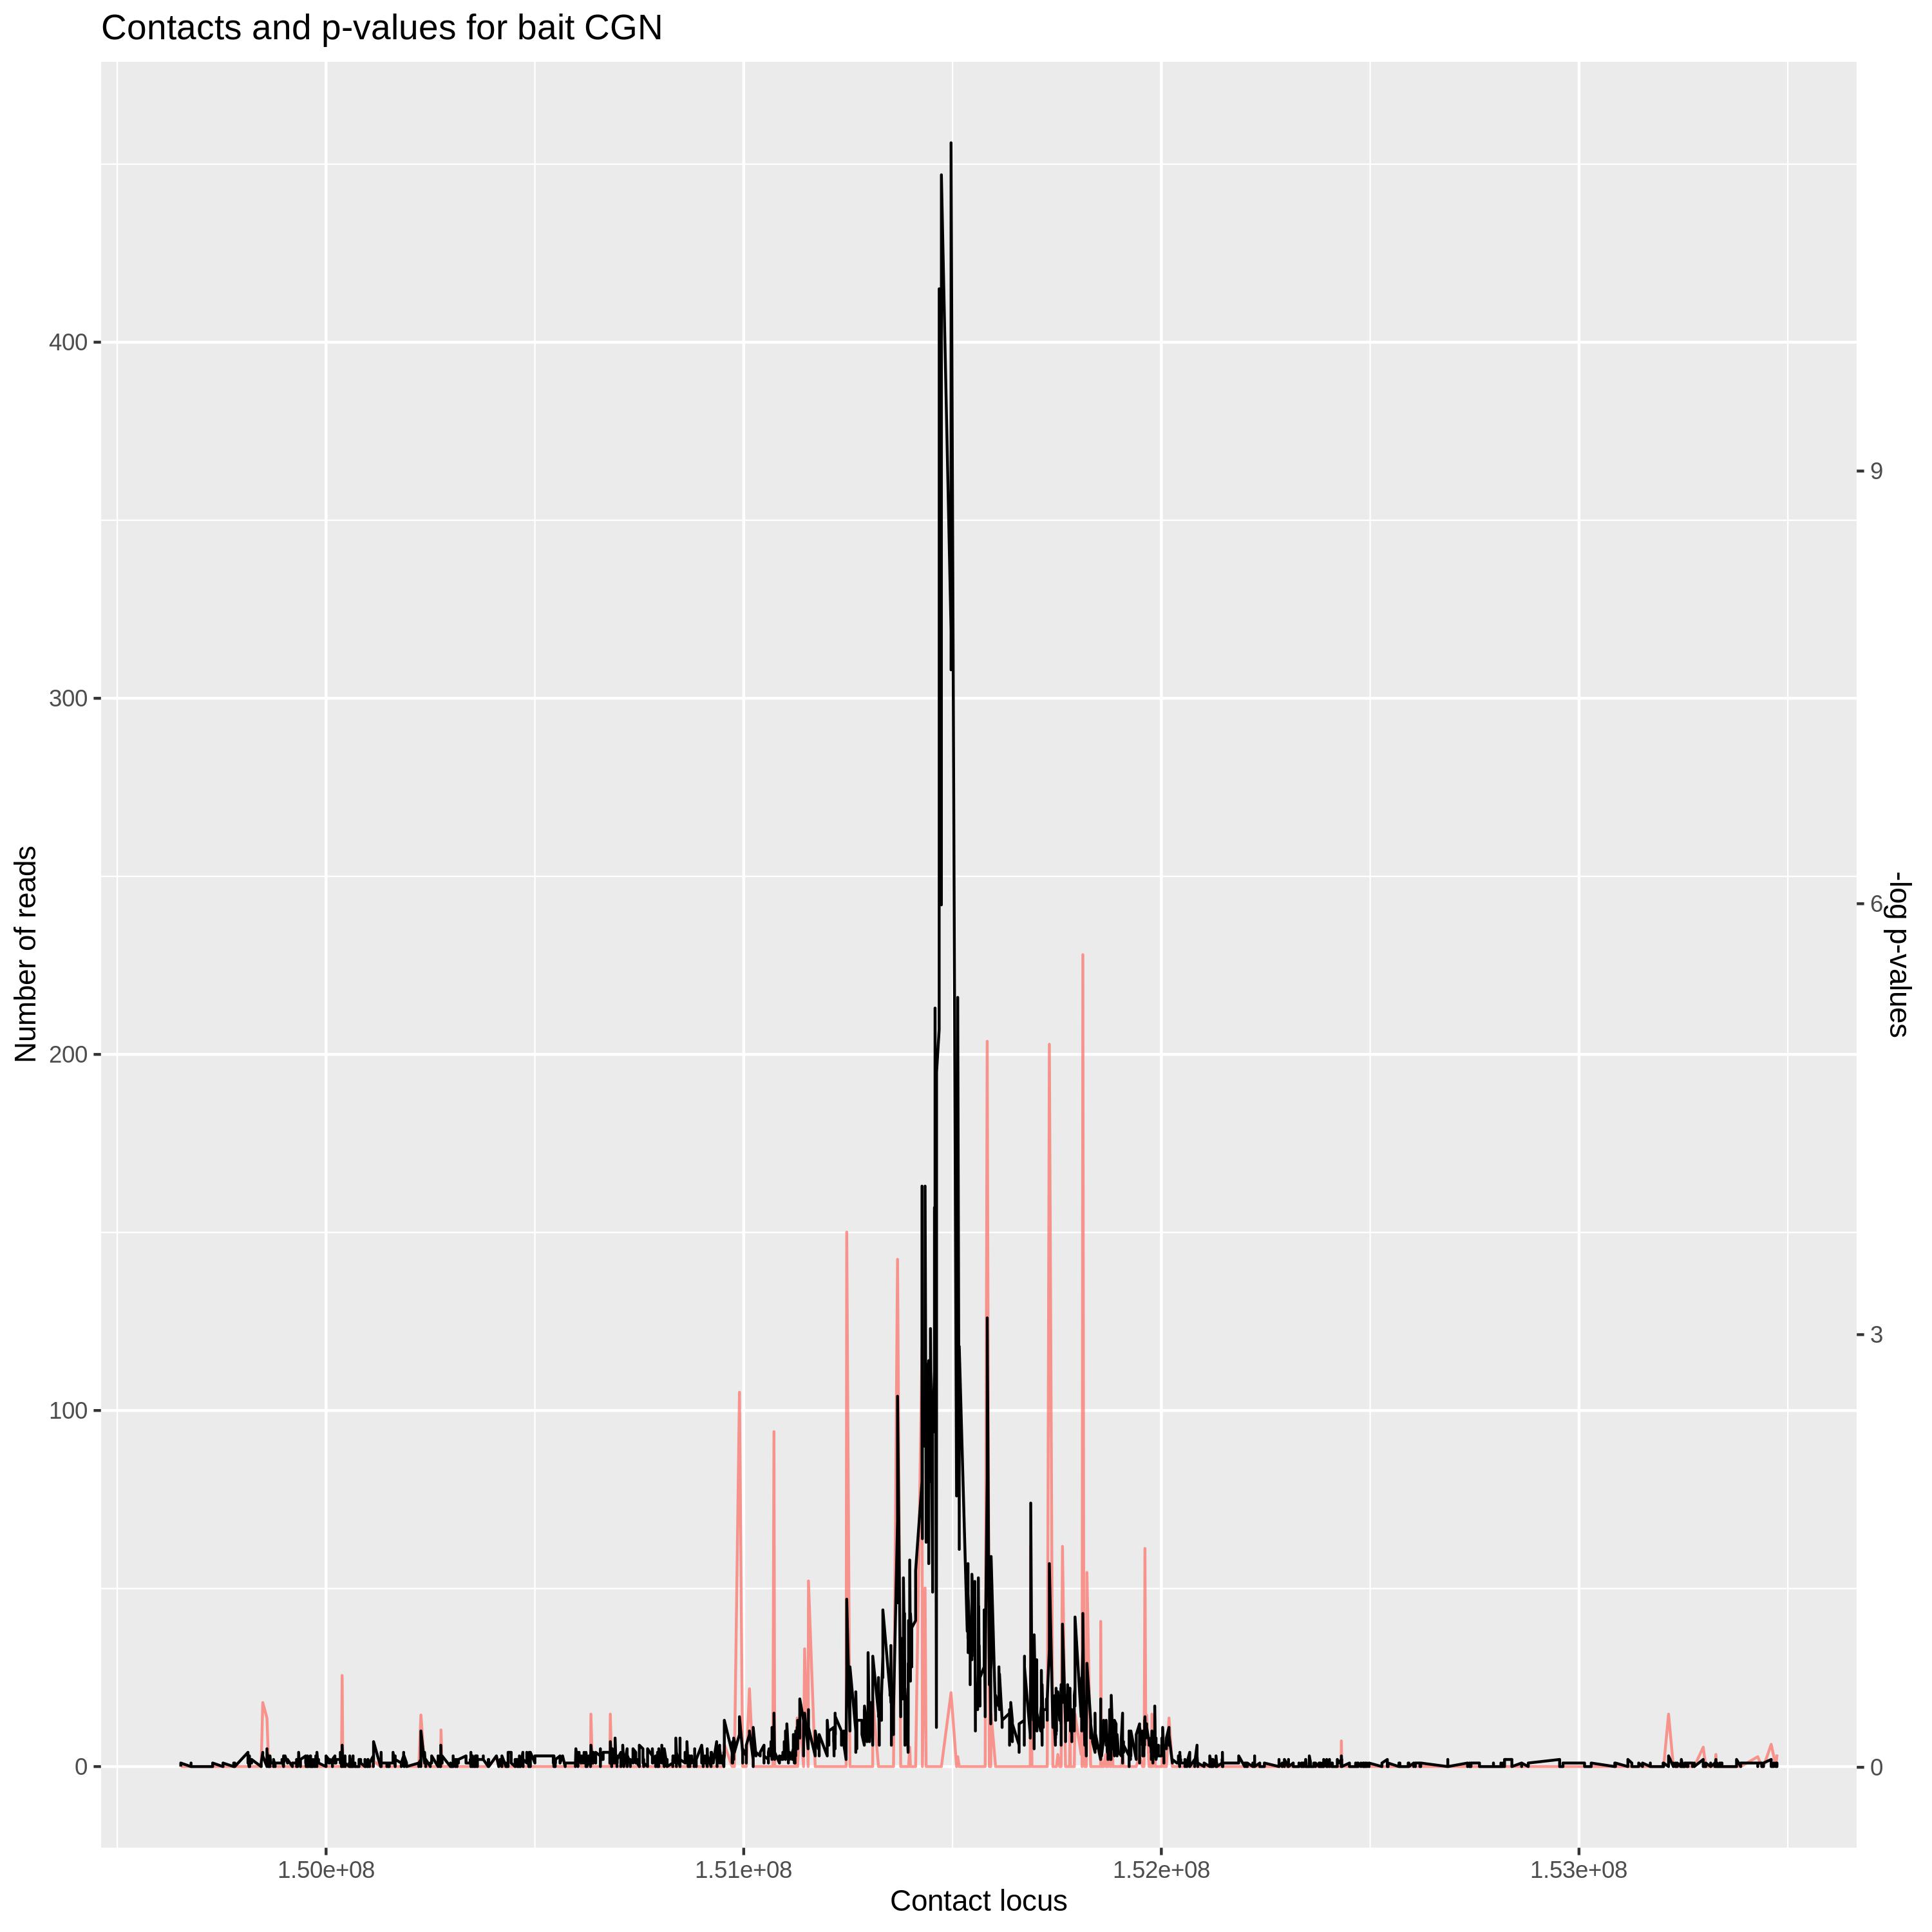 Contacts and p-values for bait CGN
400
300
200
100
0
Number of reads
9
6
3
0
-log p-values
1.50e+08
1.51e+08
1.52e+08
1.53e+08
Contact locus